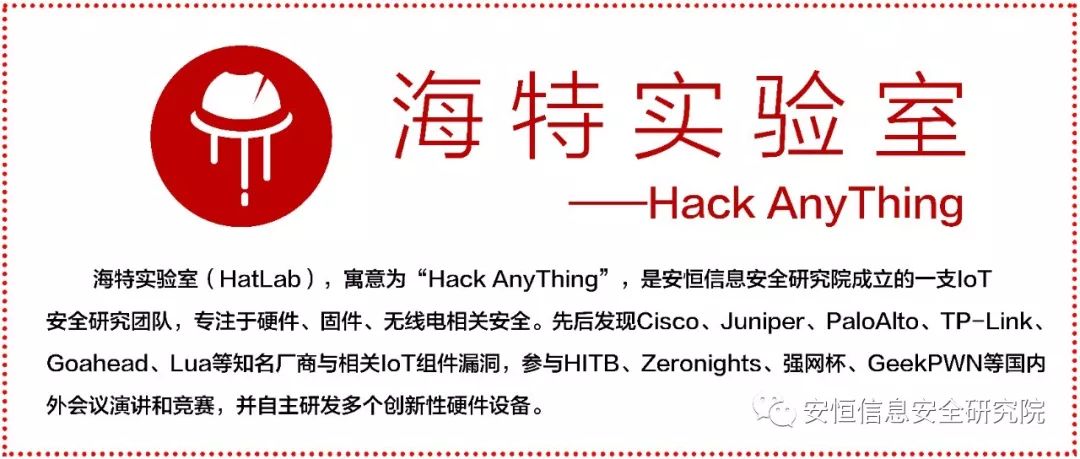 海特实验室
——Hack AnyThing
海特实验室（HatLab），寓意为“Hack AnyThing”，是安恒信息安全研究院成立的一支IoT
安全研究团队，专注于硬件、固件、无线电相关安全。先后发现Cisco、Juniper、PaloAlto、TP-Link、
Goahead、Lua等知名厂商与相关IoT组件漏洞，参与HITB、Zeronights、强网杯、GeekPWN等国内
外会议演讲和竞赛，并自主研发多个创新性硬件设备。
安恒信息安全研究院